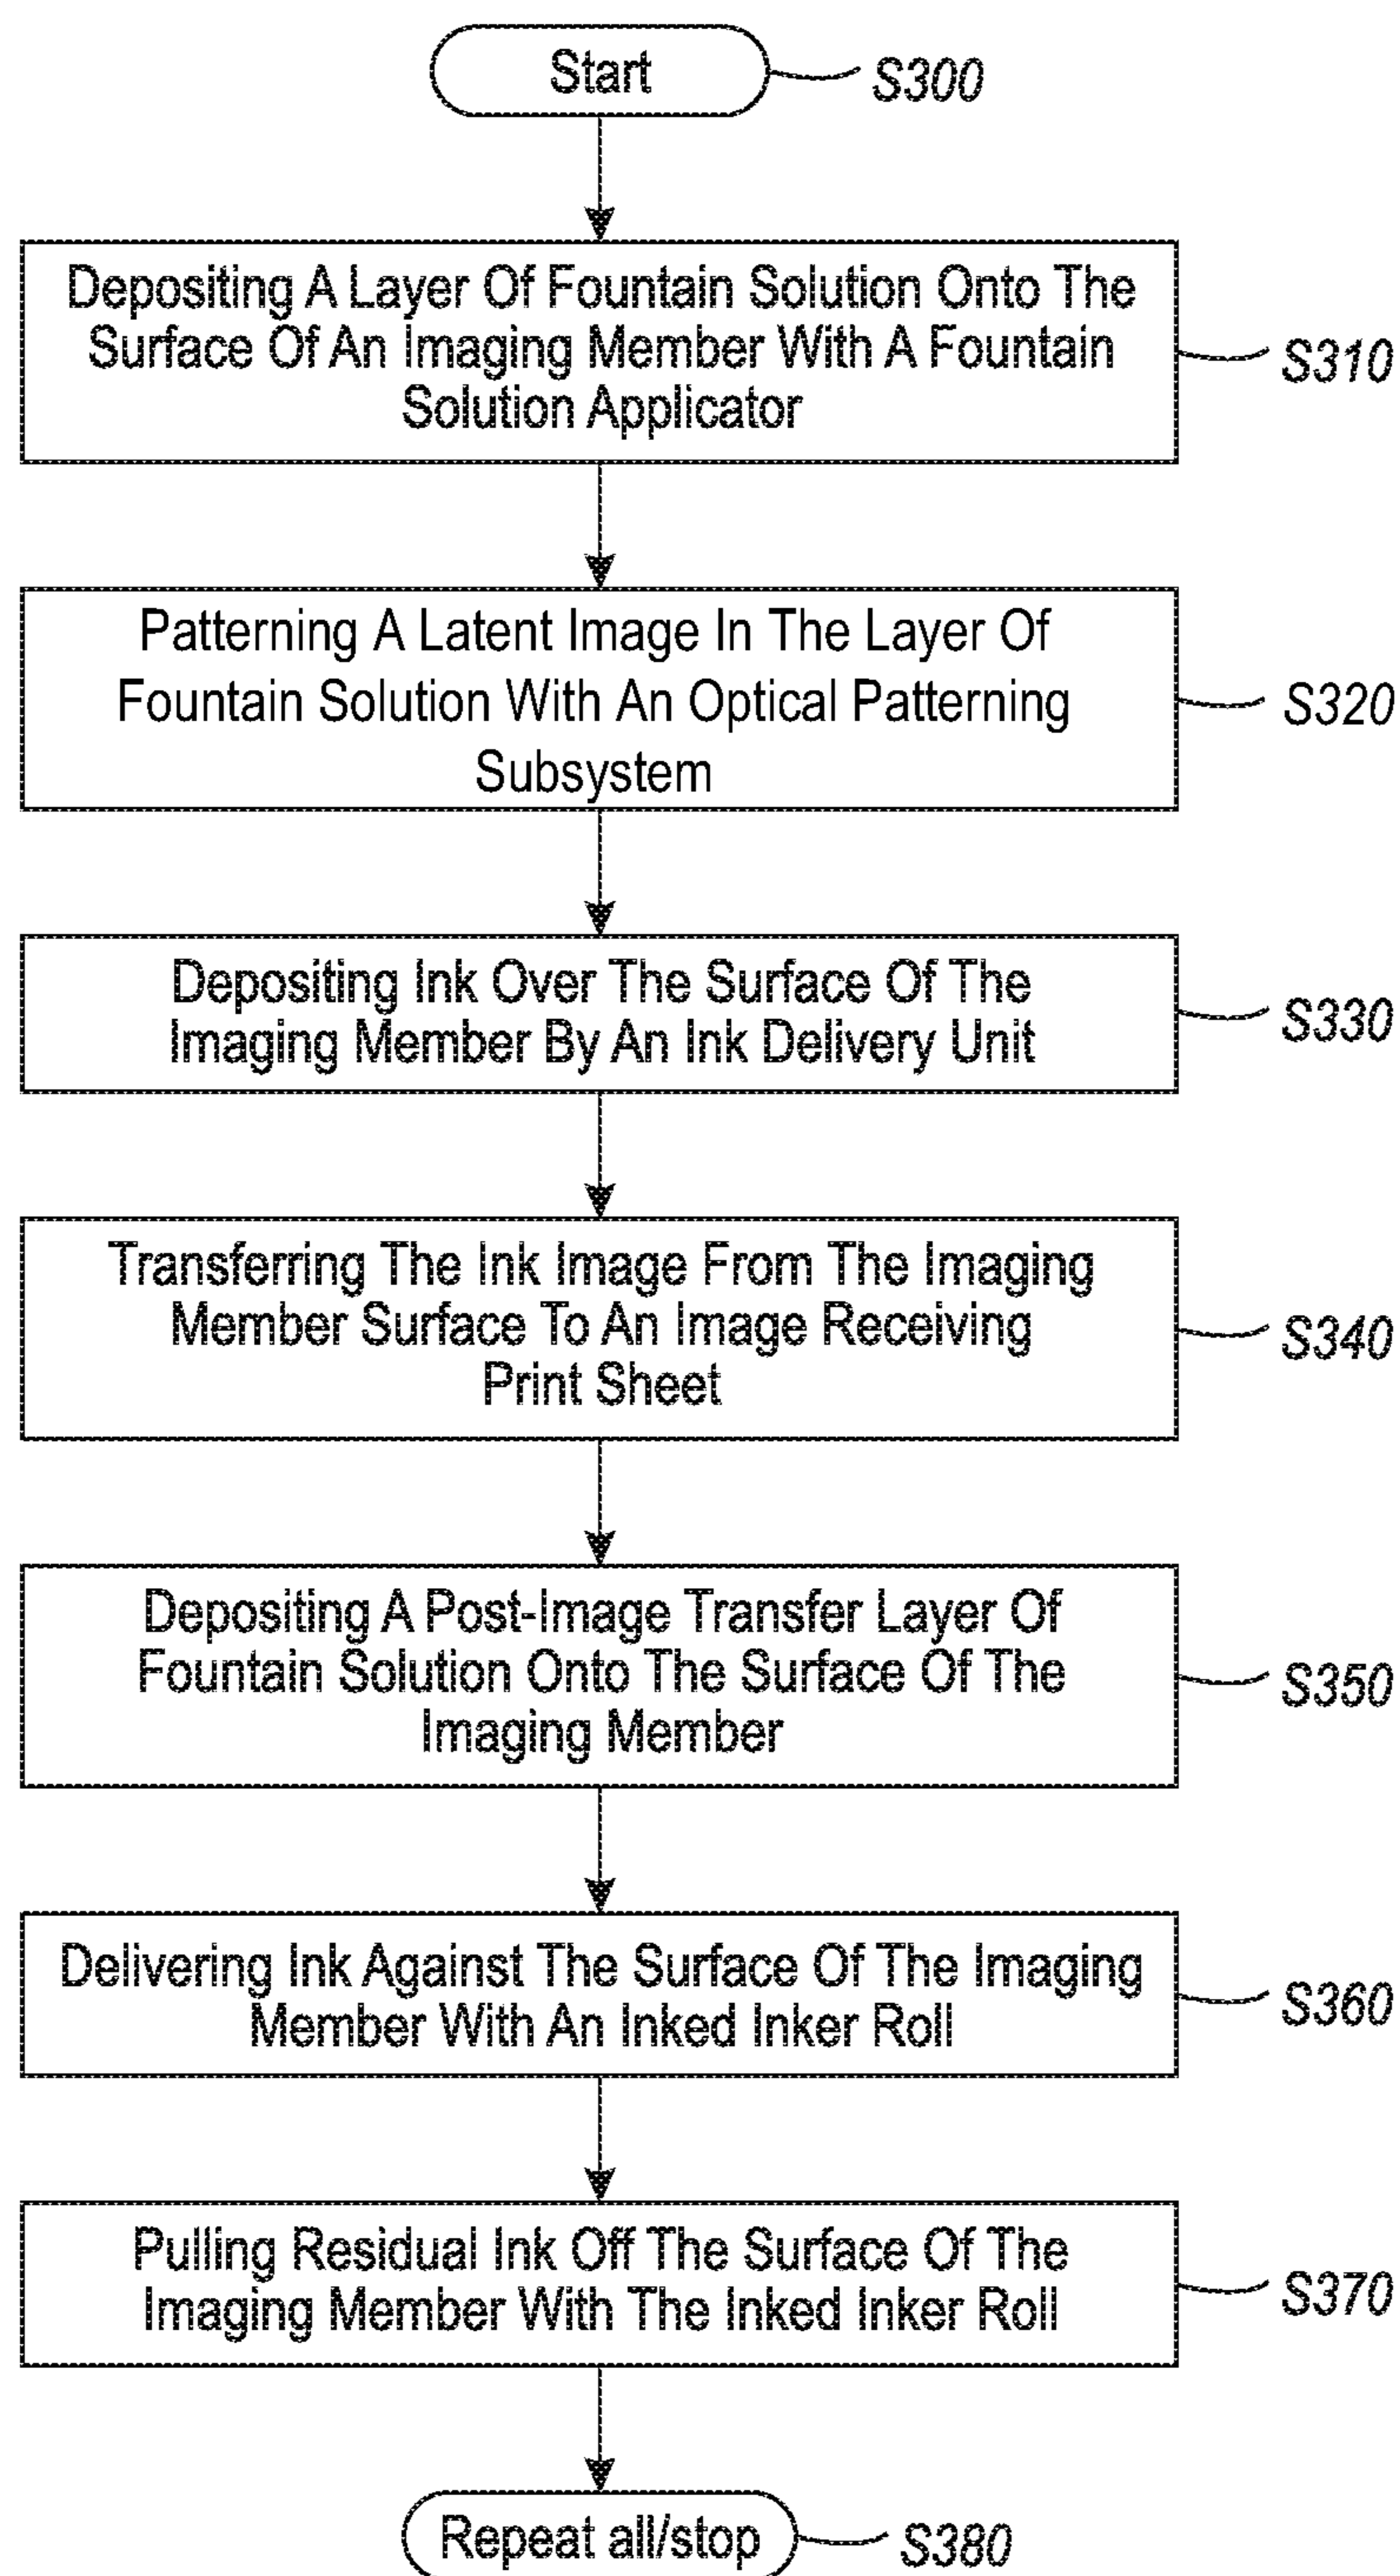 Start
S300
Depositing A Layer Of Fountain Solution Onto The
Surface Of An Imaging Member With A Fountain
Solution Applicator
S310
Patterning A Latent Image In The Layer Of
Fountain Solution With An Optical Patterning
Subsystem
S320
Depositing Ink Over The Surface Of The
Imaging Member By An Ink Delivery Unit
S330
Transferring The Ink Image From The Imaging
Member Surface To An Image Receiving
Print Sheet
S340
Depositing A Post-Image Transfer Layer Of
Fountain Solution Onto The Surface Of The
Imaging Member
S350
Delivering Ink Against The Surface Of The Imaging
Member With An Inked Inker Roll
S360
Pulling Residual Ink Off The Surface Of The
Imaging Member With The Inked Inker Roll
S370
Repeat all/stop
S380